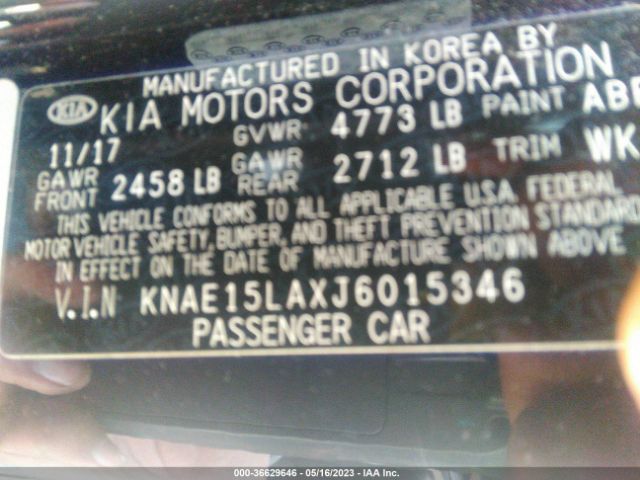 MANUFACTURED IN KOREA BY
KIA KIA MOTORS CORPORATION
11/17 GVWR 4773 LB PAINT
GAWR FRONT 2458 LB GAWR REAR 2712 LB TRIM WK
THIS VEHICLE CONFORMS TO ALL APPLICABLE U.S.A. FEDERAL
MOTOR VEHICLE SAFETY, BUMPER, AND THEFT PREVENTION STANDARD
IN EFFECT ON THE DATE OF MANUFACTURE SHOWN ABOVE
V.I.N KNAE15LAXJ6015346
PASSENGER CAR
000-36629646 - 05/16/2023 - IAA Inc.